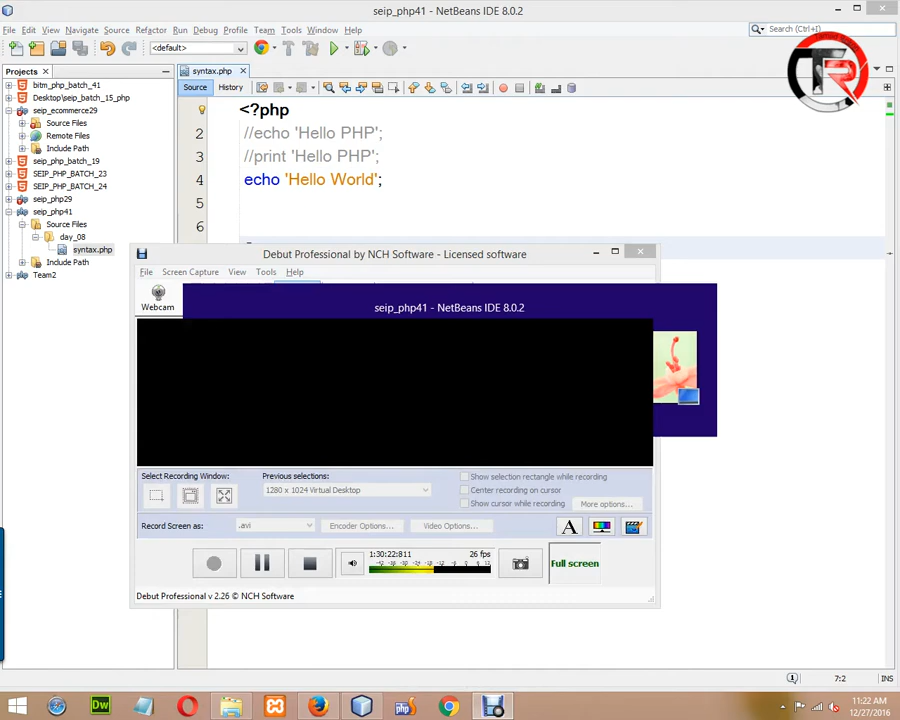 seip_php41 - NetBeans IDE 8.0.2
File Edit View Navigate Source Refactor Run Debug Profile Team Tools Window Help
Search (Ctrl+I)
<default>
Projects
syntax.php
Source History
bitm_php_batch_41
Desktop\seip_batch_15_php
seip_ecommerce29
Source Files
Remote Files
Include Path
seip_php_batch_19
SEIP_PHP_BATCH_23
SEIP_PHP_BATCH_24
seip_php29
seip_php41
Source Files
day_08
syntax.php
Include Path
Team2
<?php
2 //echo 'Hello PHP';
3 //print 'Hello PHP';
4 echo 'Hello World';
5
6
Debut Professional by NCH Software - Licensed software
File Screen Capture View Tools Help
Webcam
seip_php41 - NetBeans IDE 8.0.2
Select Recording Window:
Previous selections:
1280 x 1024 Virtual Desktop
Show selection rectangle while recording
Center recording on cursor
Show cursor while recording
More options...
Record Screen as: .avi Encoder Options... Video Options...
A
1:30:22:811 26 fps
Full screen
Debut Professional v 2.26 © NCH Software
1 7:2 INS
Dw
php
11:22 AM
12/27/2016